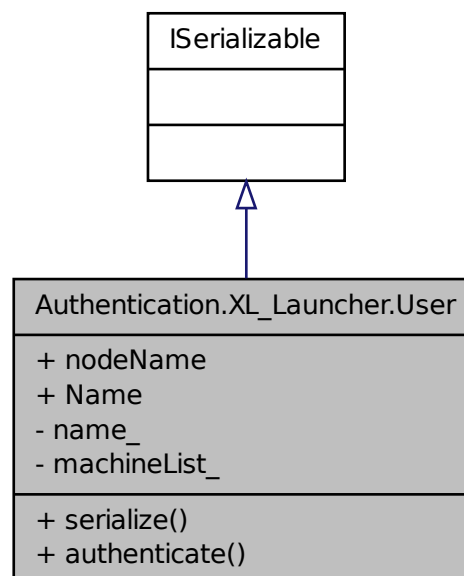 ISerializable
Authentication.XL_Launcher.User
+ nodeName
+ Name
- name_
- machineList_
+ serialize()
+ authenticate()